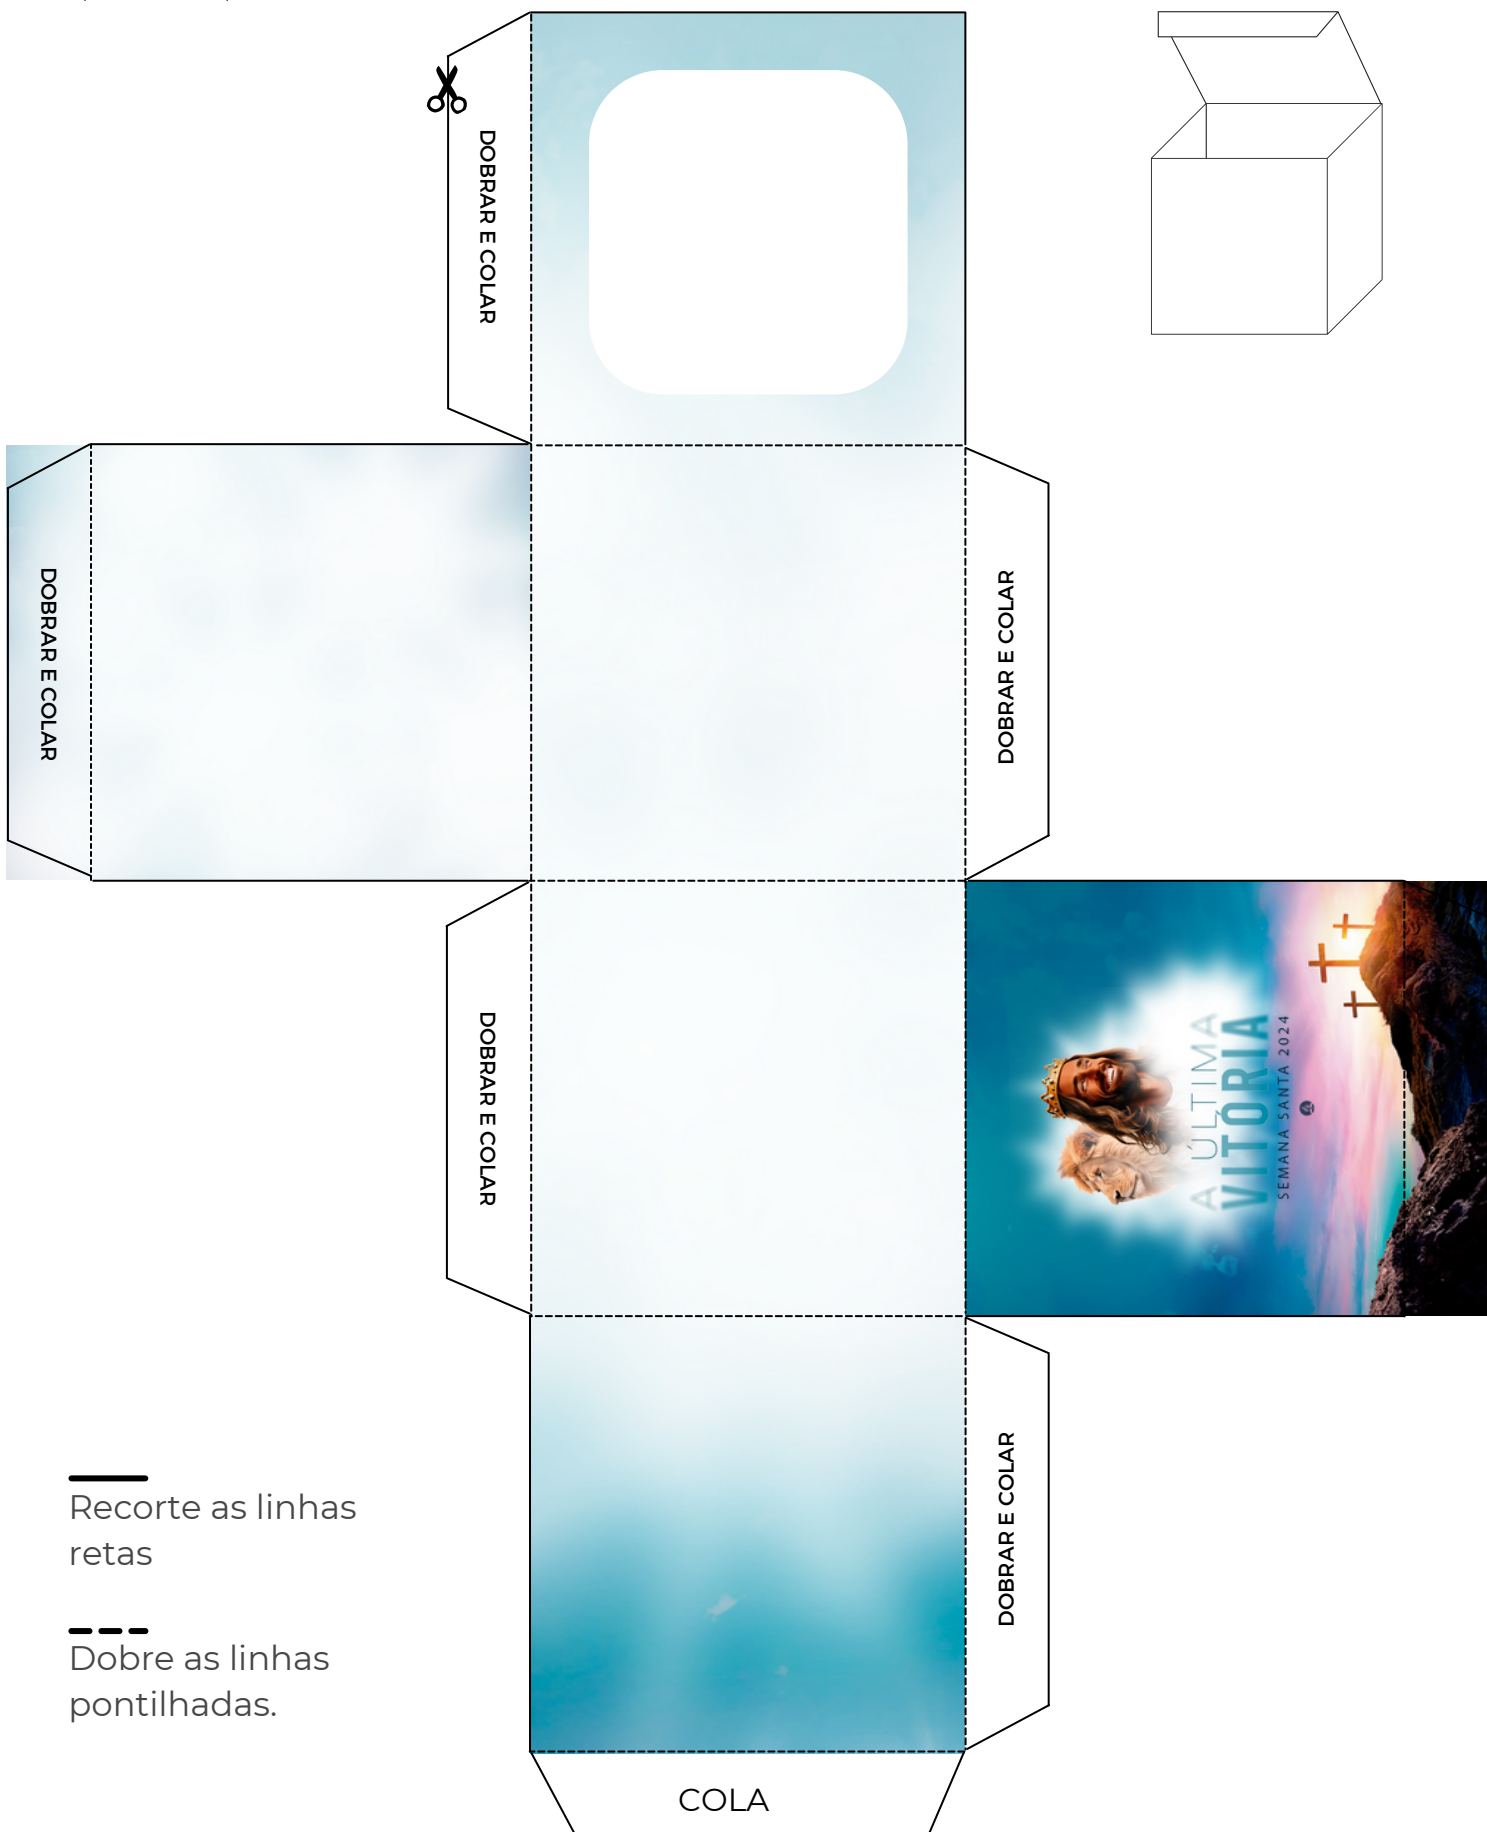 DOBRAR E COLAR
DOBRAR E COLAR
DOBRAR E COLAR
DOBRAR E COLAR
A ÚLTIMA
VITÓRIA
SEMANA SANTA 2024
DOBRAR E COLAR
Recorte as linhas
retas
Dobre as linhas
pontilhadas.
COLA